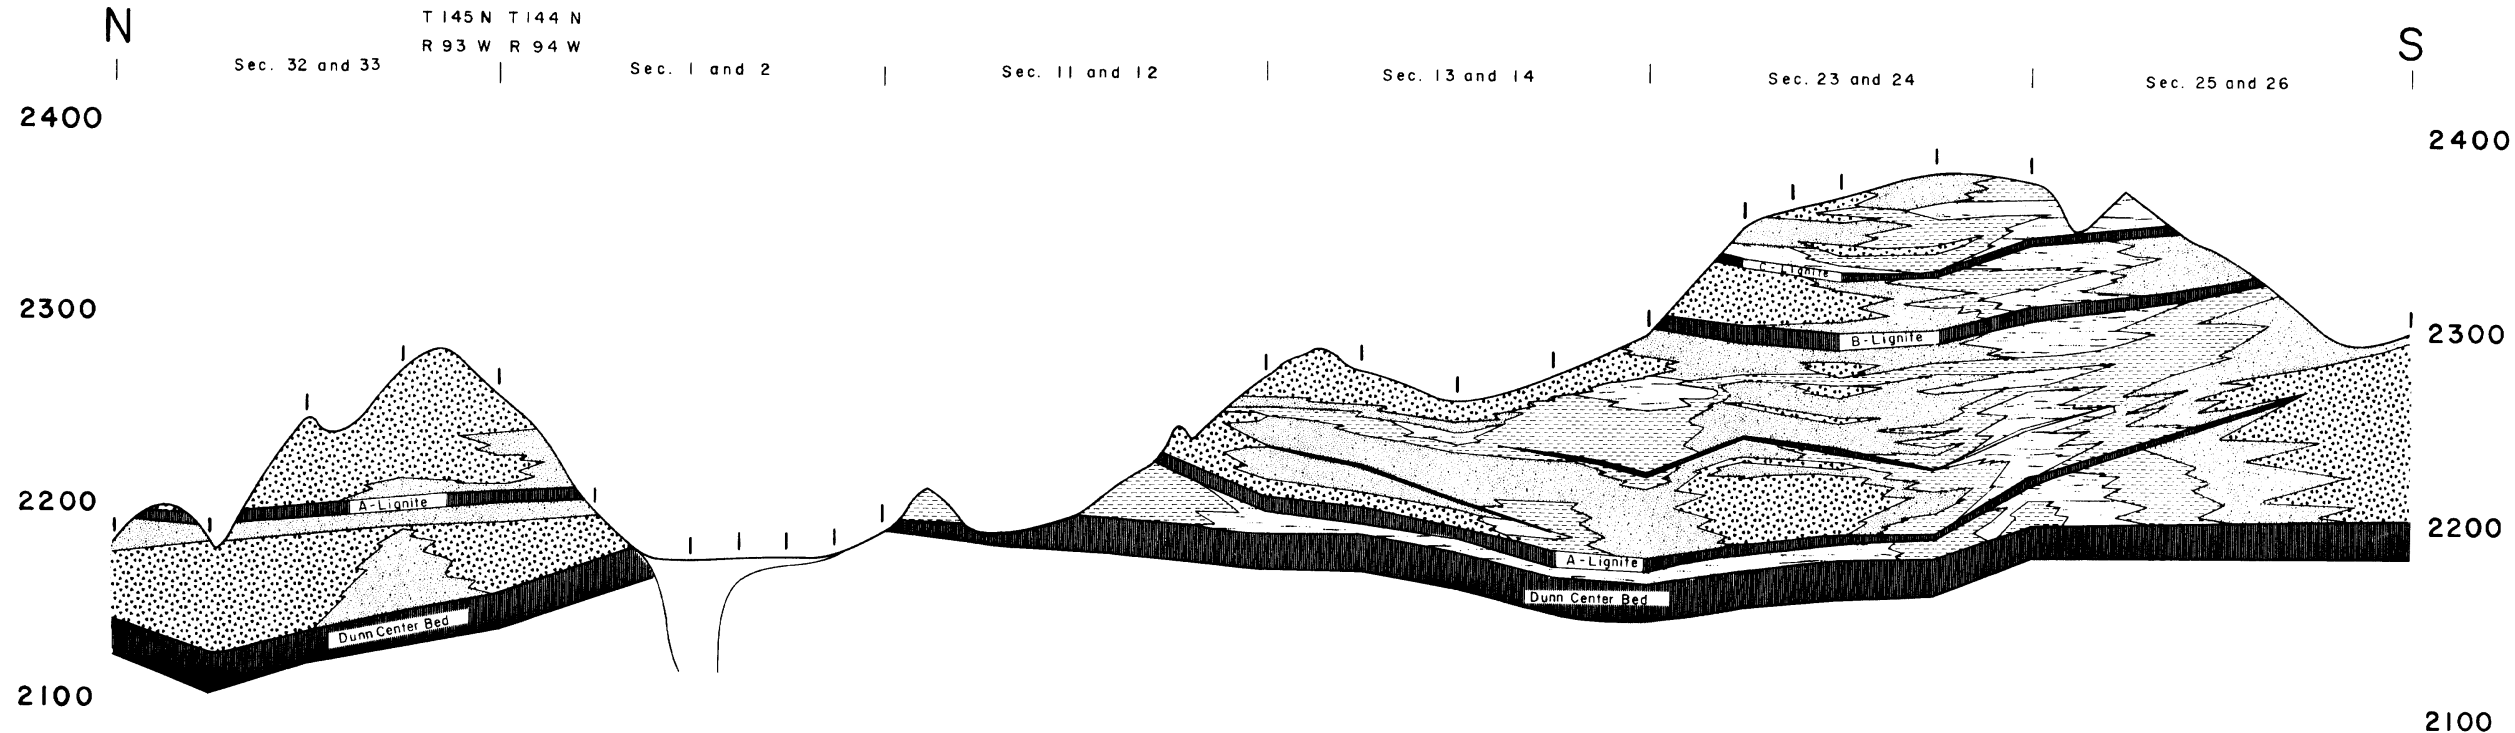 N
T 145 N T 144 N
R 93 W R 94 W
S
Sec. 32 and 33
Sec. 1 and 2
Sec. 11 and 12
Sec. 13 and 14
Sec. 23 and 24
Sec. 25 and 26
2400
2400
C-Lignite
2300
2300
B-Lignite
2200
A-Lignite
2200
A-Lignite
Dunn Center Bed
Dunn Center Bed
2100
2100